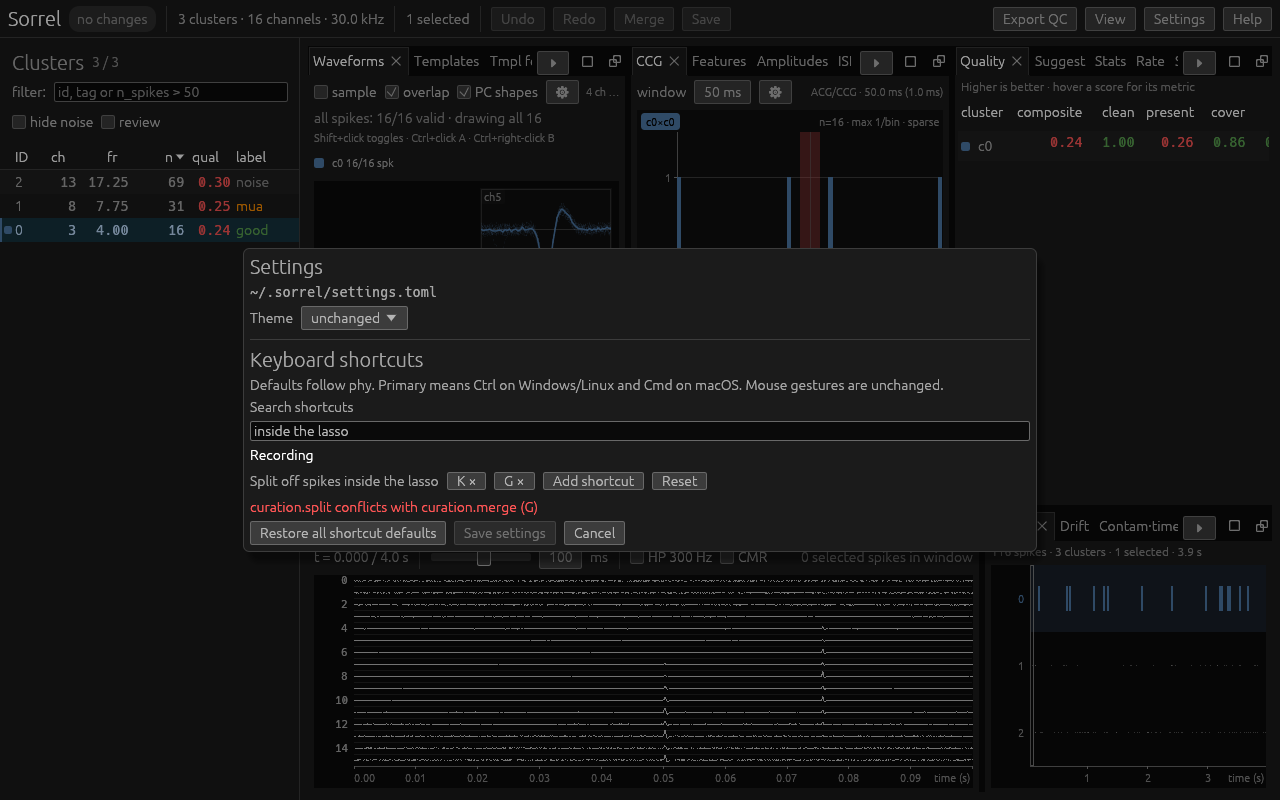 Sorrel no changes 3 clusters · 16 channels · 30.0 kHz 1 selected Undo Redo Merge Save Export QC View Settings Help
Clusters 3 / 3
filter: id, tag or n_spikes > 50
hide noise review
ID ch fr n qual label
2 13 17.25 69 0.30 noise
1 8 7.75 31 0.25 mua
0 3 4.00 16 0.24 good
Waveforms Templates Tmpl
sample overlap PC shapes 4 ch ...
all spikes: 16/16 valid · drawing all 16
Shift+click toggles · Ctrl+click A · Ctrl+right-click B
c0 16/16 spk
ch5
CCG Features Amplitudes ISI
window 50 ms ACG/CCG · 50.0 ms (1.0 ms)
c0×c0 n=16 · max 1/bin · sparse
1
Quality Suggest Stats Rate
Higher is better · hover a score for its metric
cluster composite clean present cover
c0 0.24 1.00 0.26 0.86
Settings
~/.sorrel/settings.toml
Theme unchanged
Keyboard shortcuts
Defaults follow phy. Primary means Ctrl on Windows/Linux and Cmd on macOS. Mouse gestures are unchanged.
Search shortcuts
inside the lasso
Recording
Split off spikes inside the lasso K × G × Add shortcut Reset
curation.split conflicts with curation.merge (G)
Restore all shortcut defaults Save settings Cancel
t = 0.000 / 4.0 s 100 ms HP 300 Hz CMR 0 selected spikes in window
0
2
4
6
8
10
12
14
0.00 0.01 0.02 0.03 0.04 0.05 0.06 0.07 0.08 0.09 time (s)
Drift Contam·time
spikes · 3 clusters · 1 selected · 3.9 s
0
1
2
1 2 3 time (s)